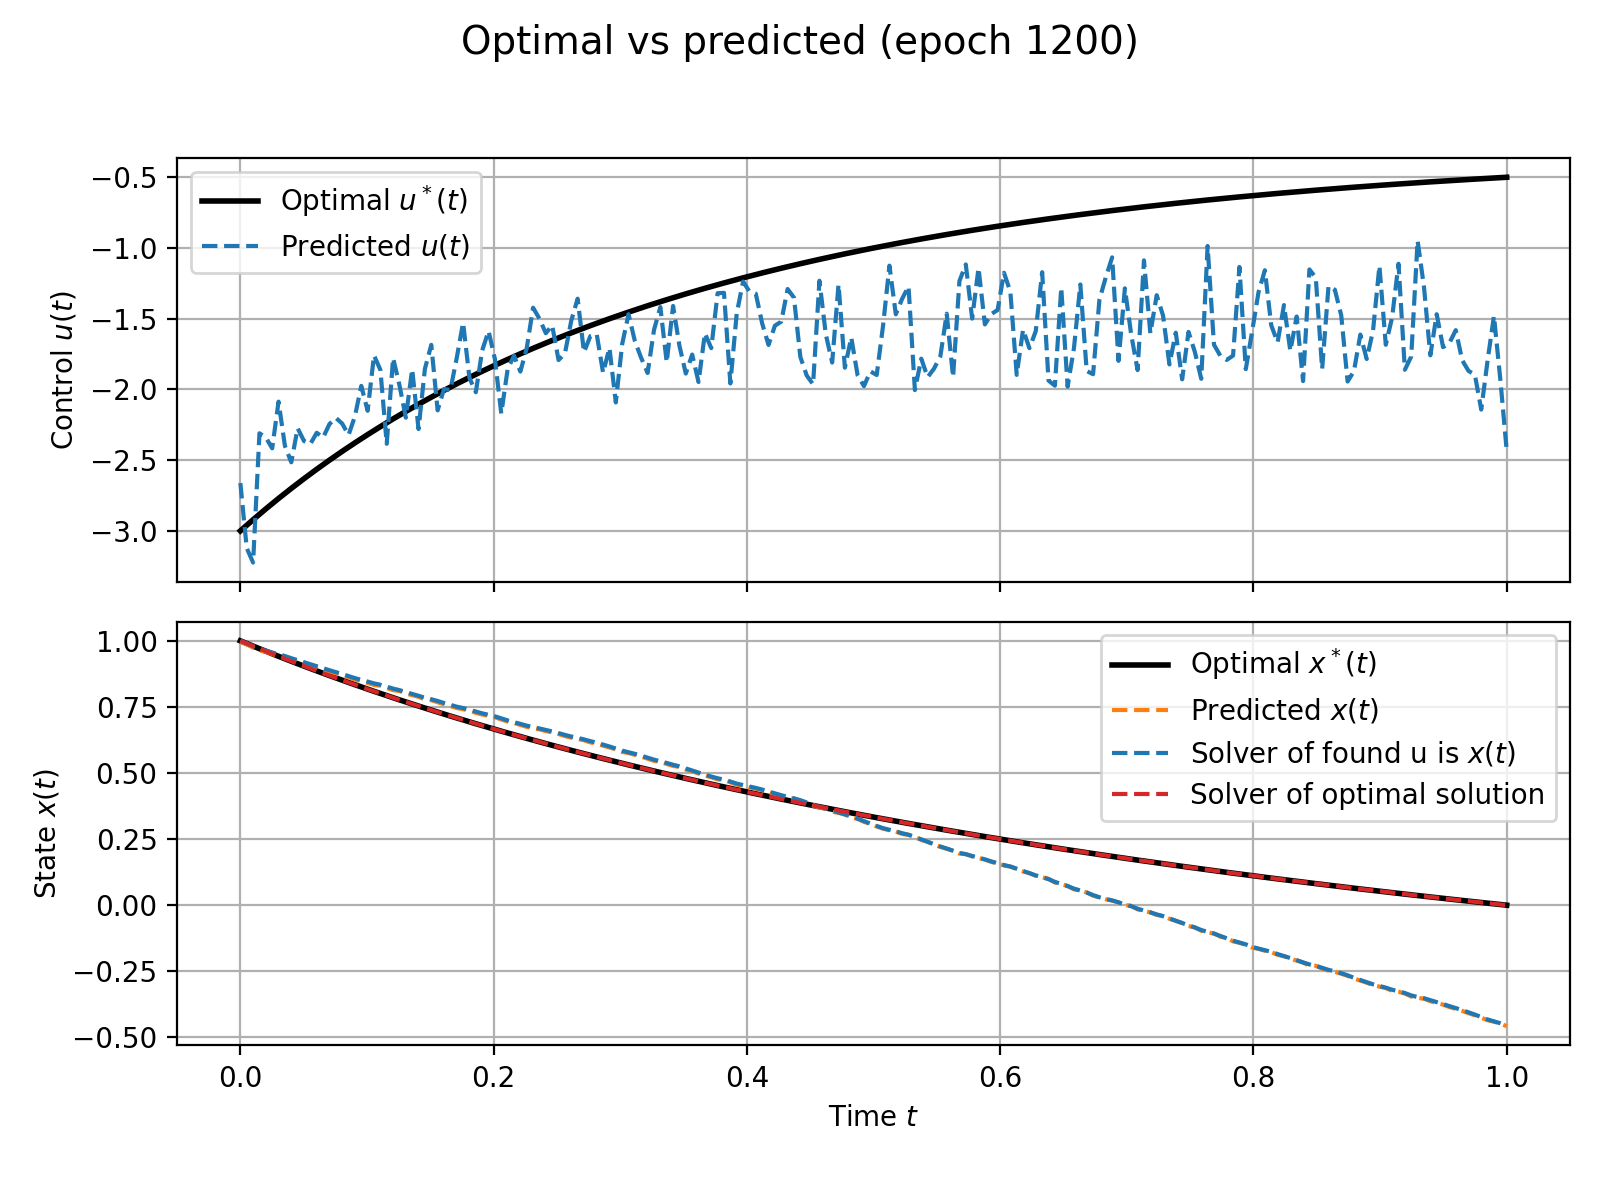 Optimal vs predicted (epoch 1200)
−0.5
−1.0
−1.5
−2.0
−2.5
−3.0
Control u(t)
Optimal u*(t)
Predicted u(t)
1.00
0.75
0.50
0.25
0.00
−0.25
−0.50
State x(t)
Optimal x*(t)
Predicted x(t)
Solver of found u is x(t)
Solver of optimal solution
0.0 0.2 0.4 0.6 0.8 1.0
Time t